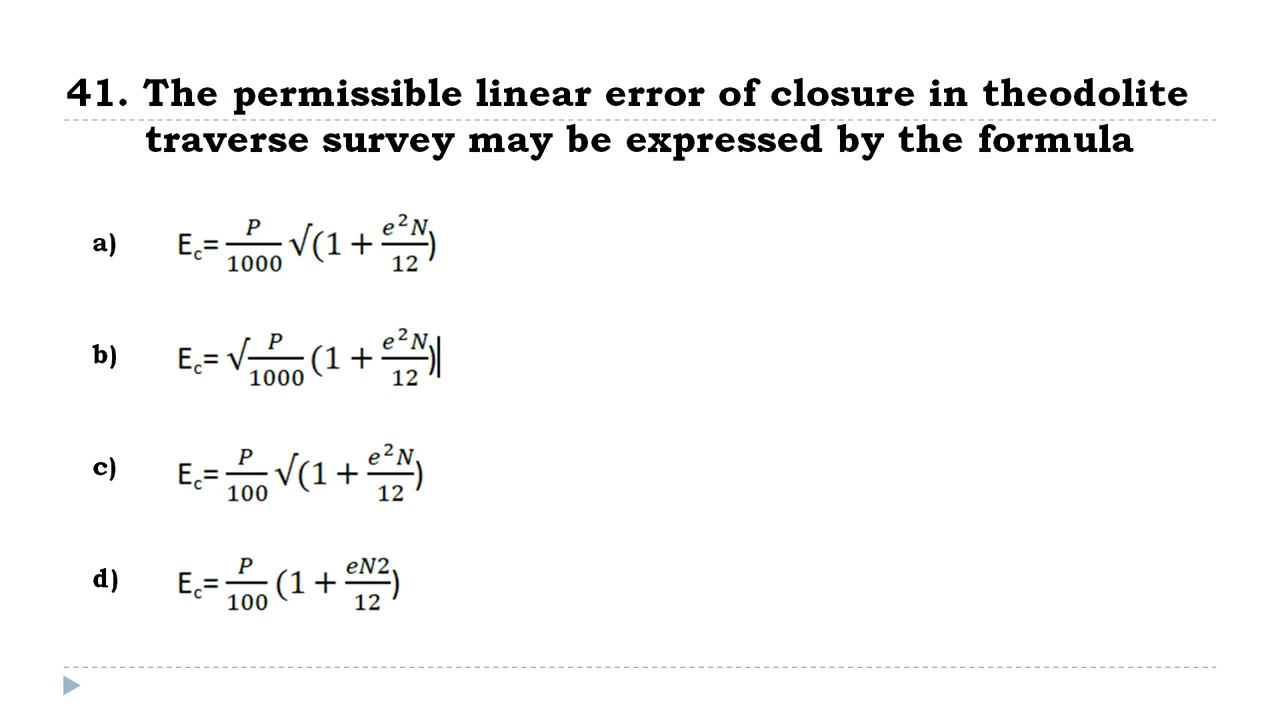 41. The permissible linear error of closure in theodolite
traverse survey may be expressed by the formula
a) E_c= P/1000 √(1 + e²N/12)
b) E_c= √P/1000 (1 + e²N/12)
c) E_c= P/100 √(1 + e²N/12)
d) E_c= P/100 (1 + eN2/12)